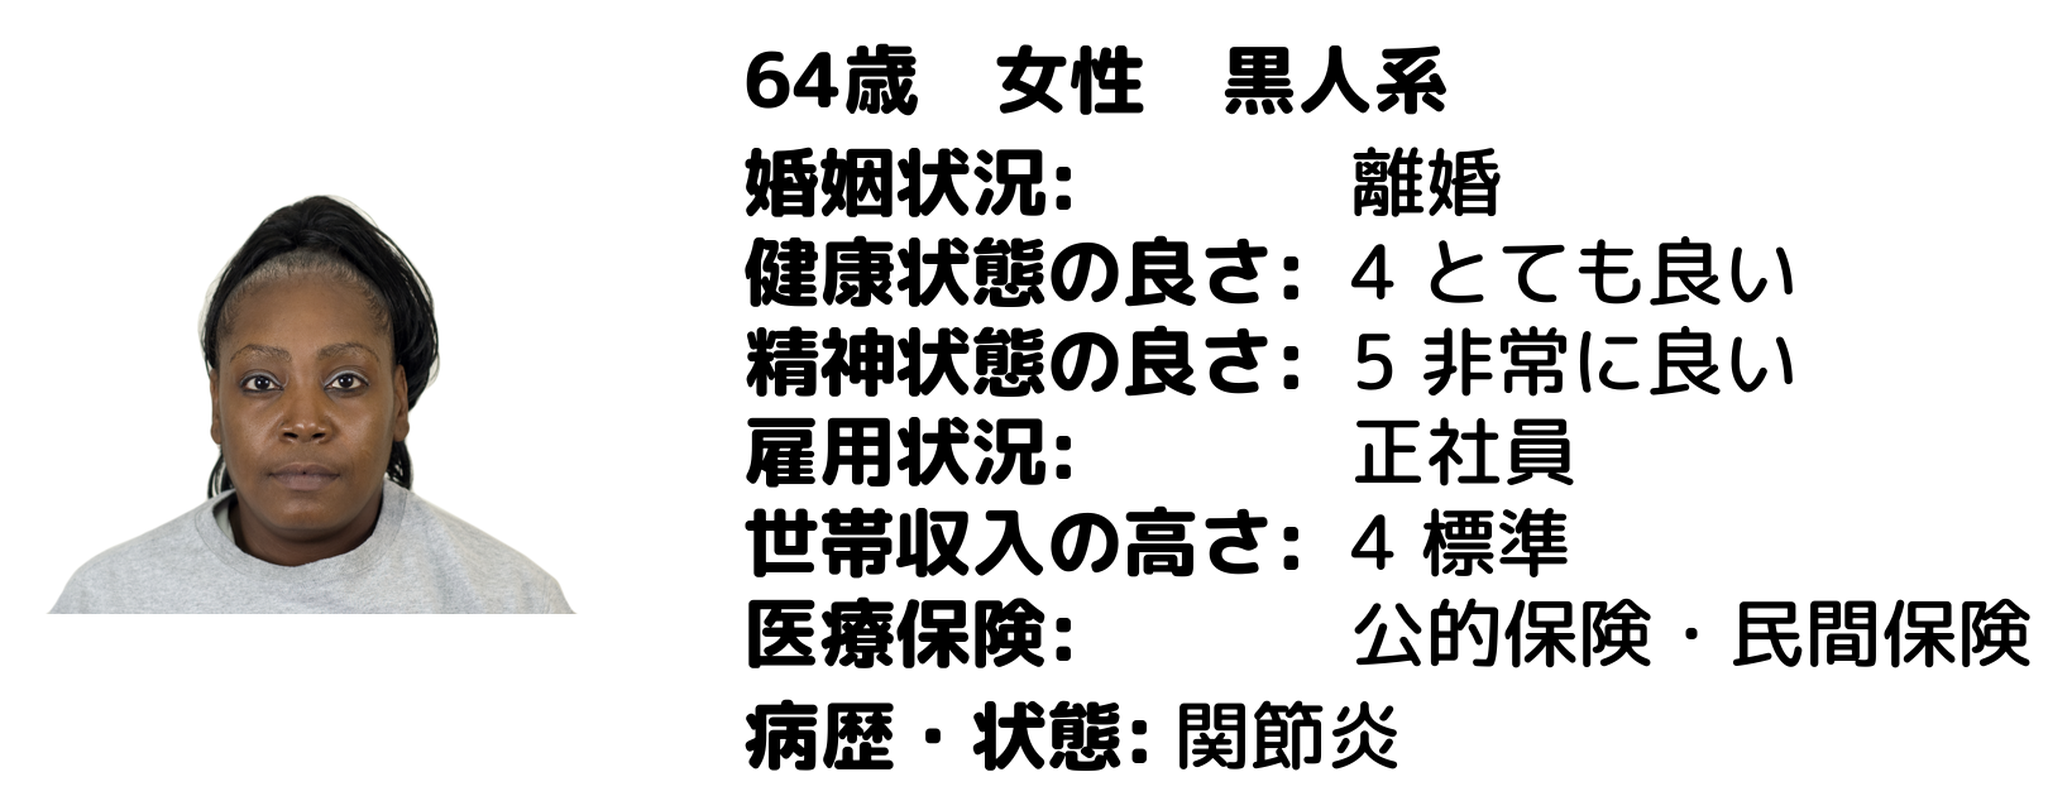 64歳　女性　黒人系
婚姻状況: 離婚
健康状態の良さ: 4 とても良い
精神状態の良さ: 5 非常に良い
雇用状況: 正社員
世帯収入の高さ: 4 標準
医療保険: 公的保険・民間保険
病歴・状態: 関節炎